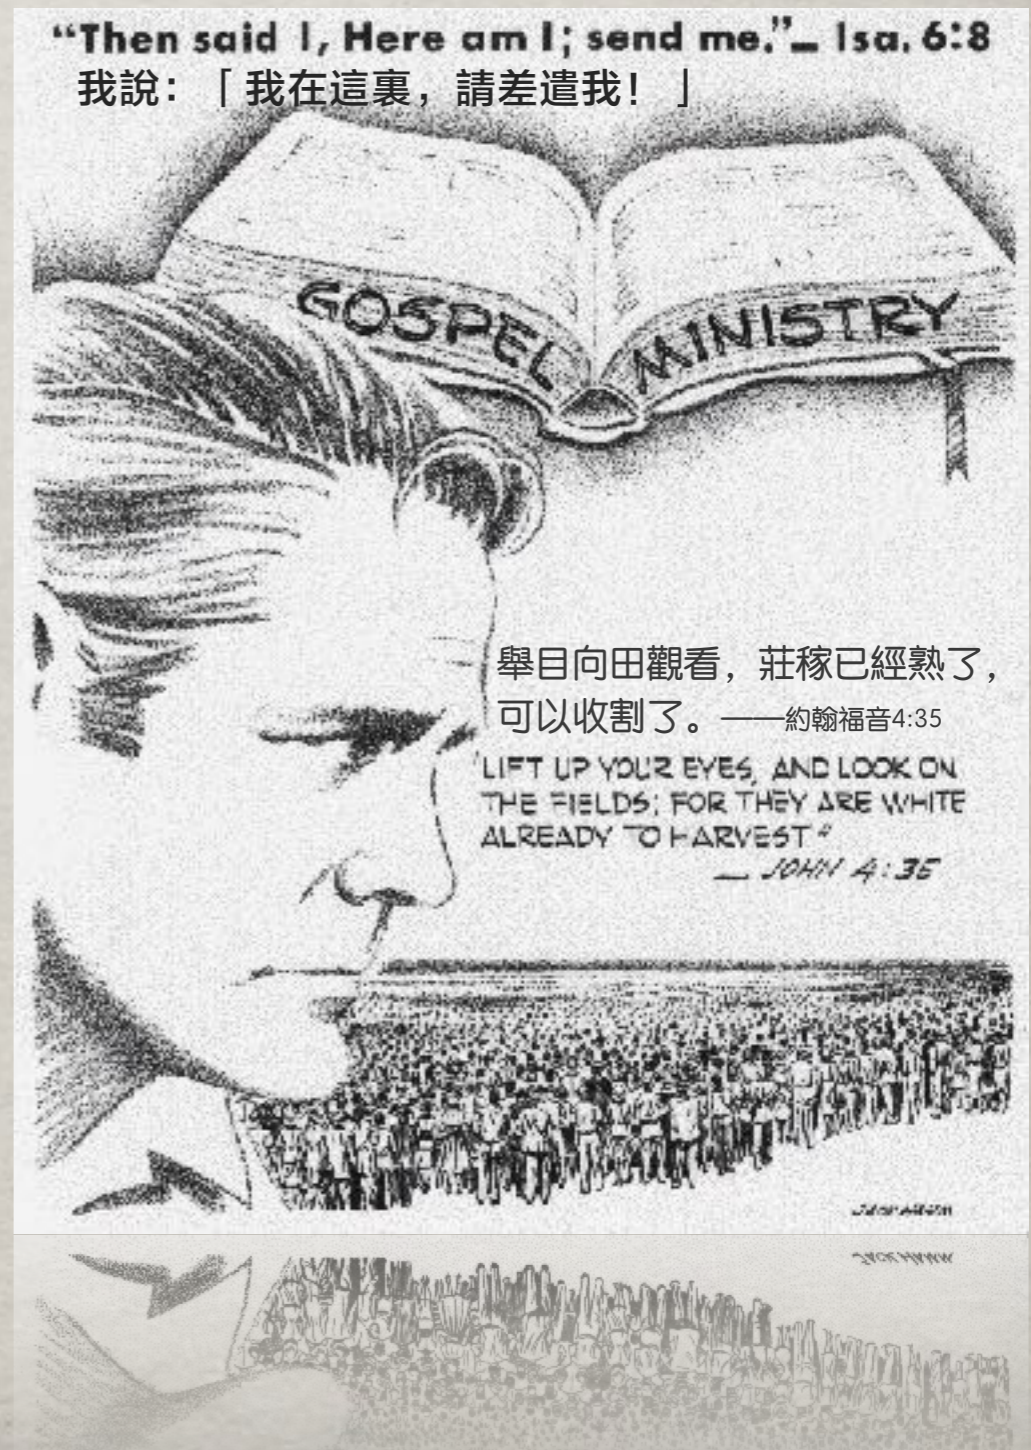 “Then said I, Here am I; send me.”— Isa. 6:8
我說：「我在這裏，請差遣我！」
GOSPEL MINISTRY
舉目向田觀看，莊稼已經熟了，
可以收割了。——約翰福音4:35
"LIFT UP YOUR EYES, AND LOOK ON
THE FIELDS; FOR THEY ARE WHITE
ALREADY TO HARVEST"
— JOHN 4:35